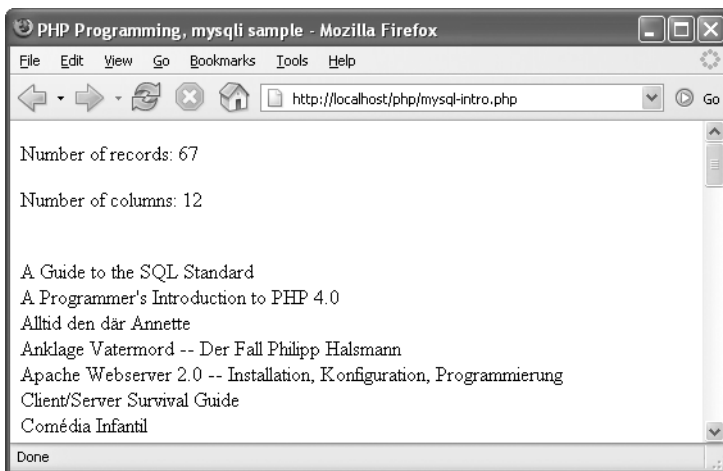 PHP Programming, mysqli sample - Mozilla Firefox
File Edit View Go Bookmarks Tools Help
http://localhost/php/mysql-intro.php Go
Number of records: 67
Number of columns: 12
A Guide to the SQL Standard
A Programmer's Introduction to PHP 4.0
Alltid den där Annette
Anklage Vatermord -- Der Fall Philipp Halsmann
Apache Webserver 2.0 -- Installation, Konfiguration, Programmierung
Client/Server Survival Guide
Comédia Infantil
Done